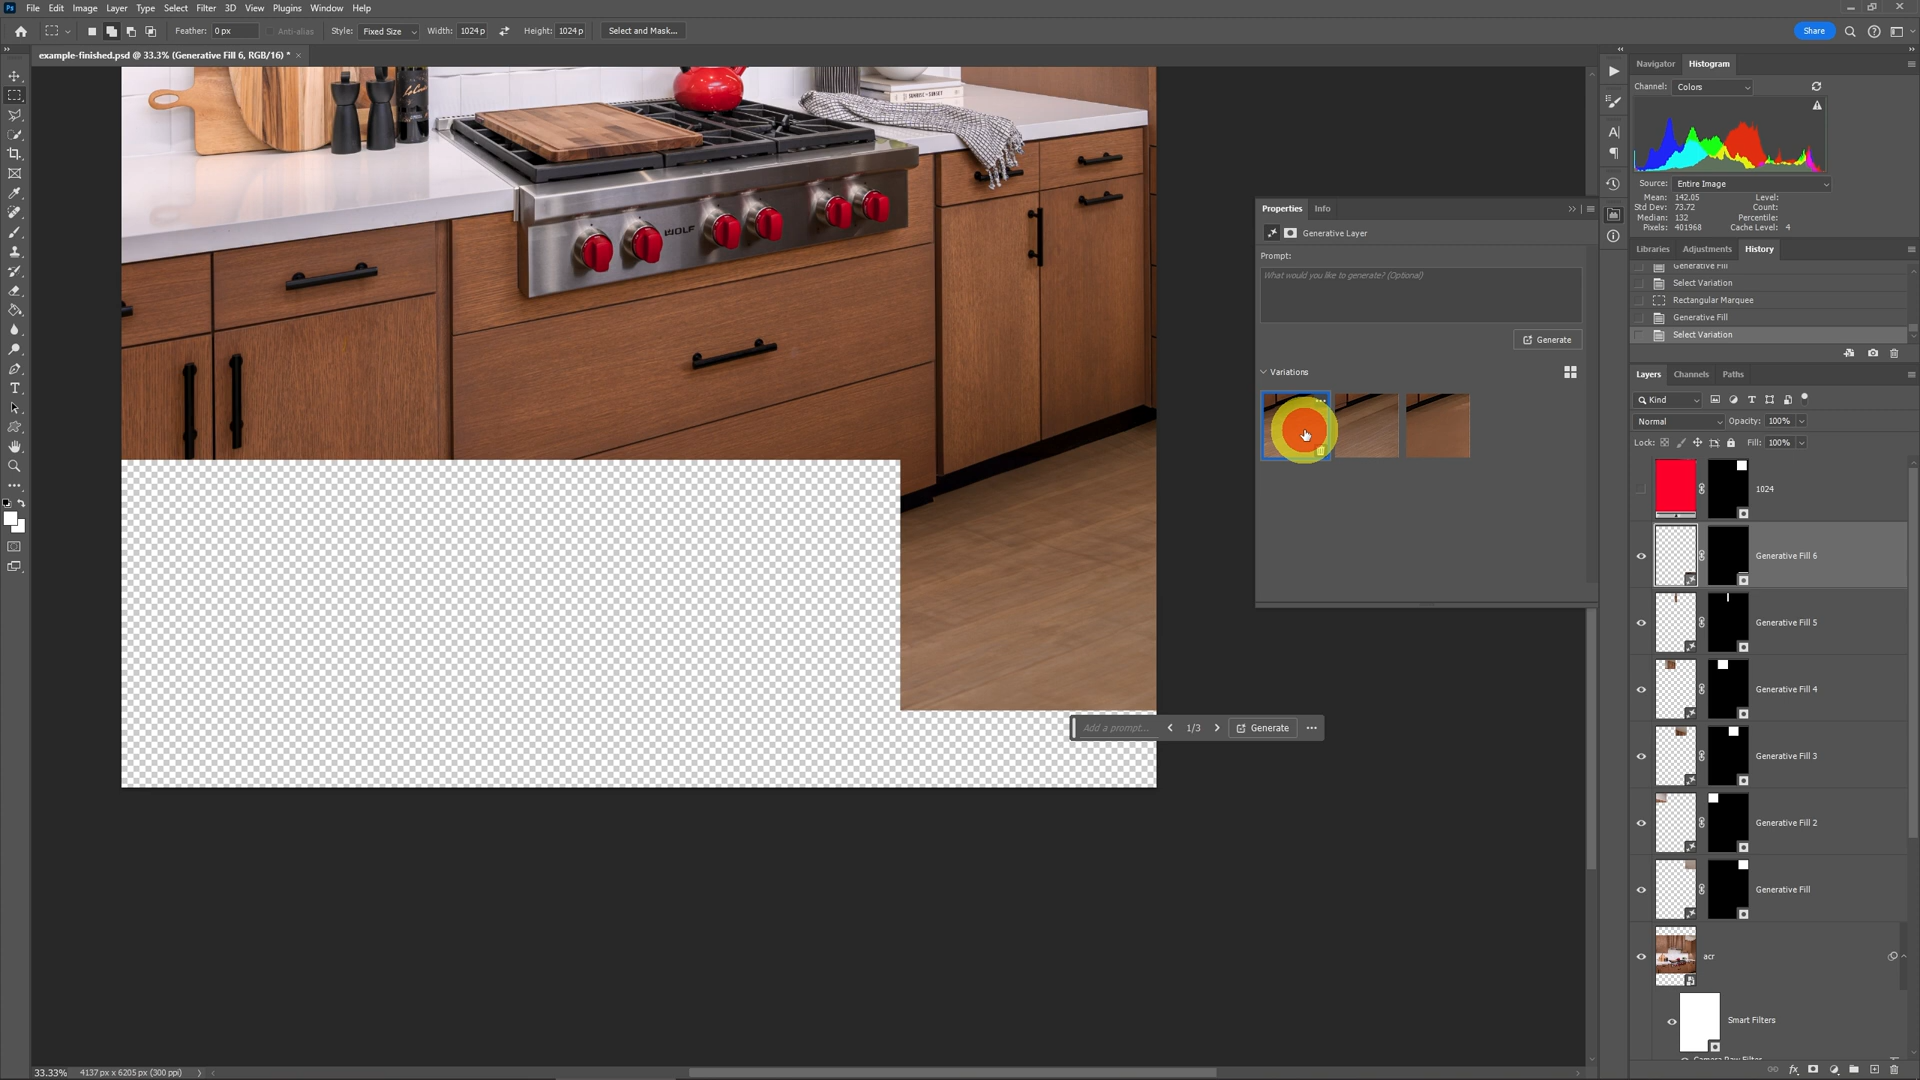 Ps File Edit Image Layer Type Select Filter 3D View Plugins Window Help
Feather: 0 px Anti-alias Style: Fixed Size Width: 1024 p Height: 1024 p Select and Mask... Share
example-finished.psd @ 33.3% (Generative Fill 6, RGB/16) *
WOLF
Properties Info
Generative Layer
Prompt:
What would you like to generate? (Optional)
Generate
Variations
Add a prompt... 1/3 Generate
Navigator Histogram
Channel: Colors
Source: Entire Image
Mean: 142.05 Level:
Std Dev: 73.72 Count:
Median: 132 Percentile:
Pixels: 401968 Cache Level: 4
Libraries Adjustments History
Generative Fill
Select Variation
Rectangular Marquee
Generative Fill
Select Variation
Layers Channels Paths
Kind
Normal Opacity: 100%
Lock: Fill: 100%
1024
Generative Fill 6
Generative Fill 5
Generative Fill 4
Generative Fill 3
Generative Fill 2
Generative Fill
acr
Smart Filters
Camera Raw Filter
33.33% 4137 px x 6205 px (300 ppi)